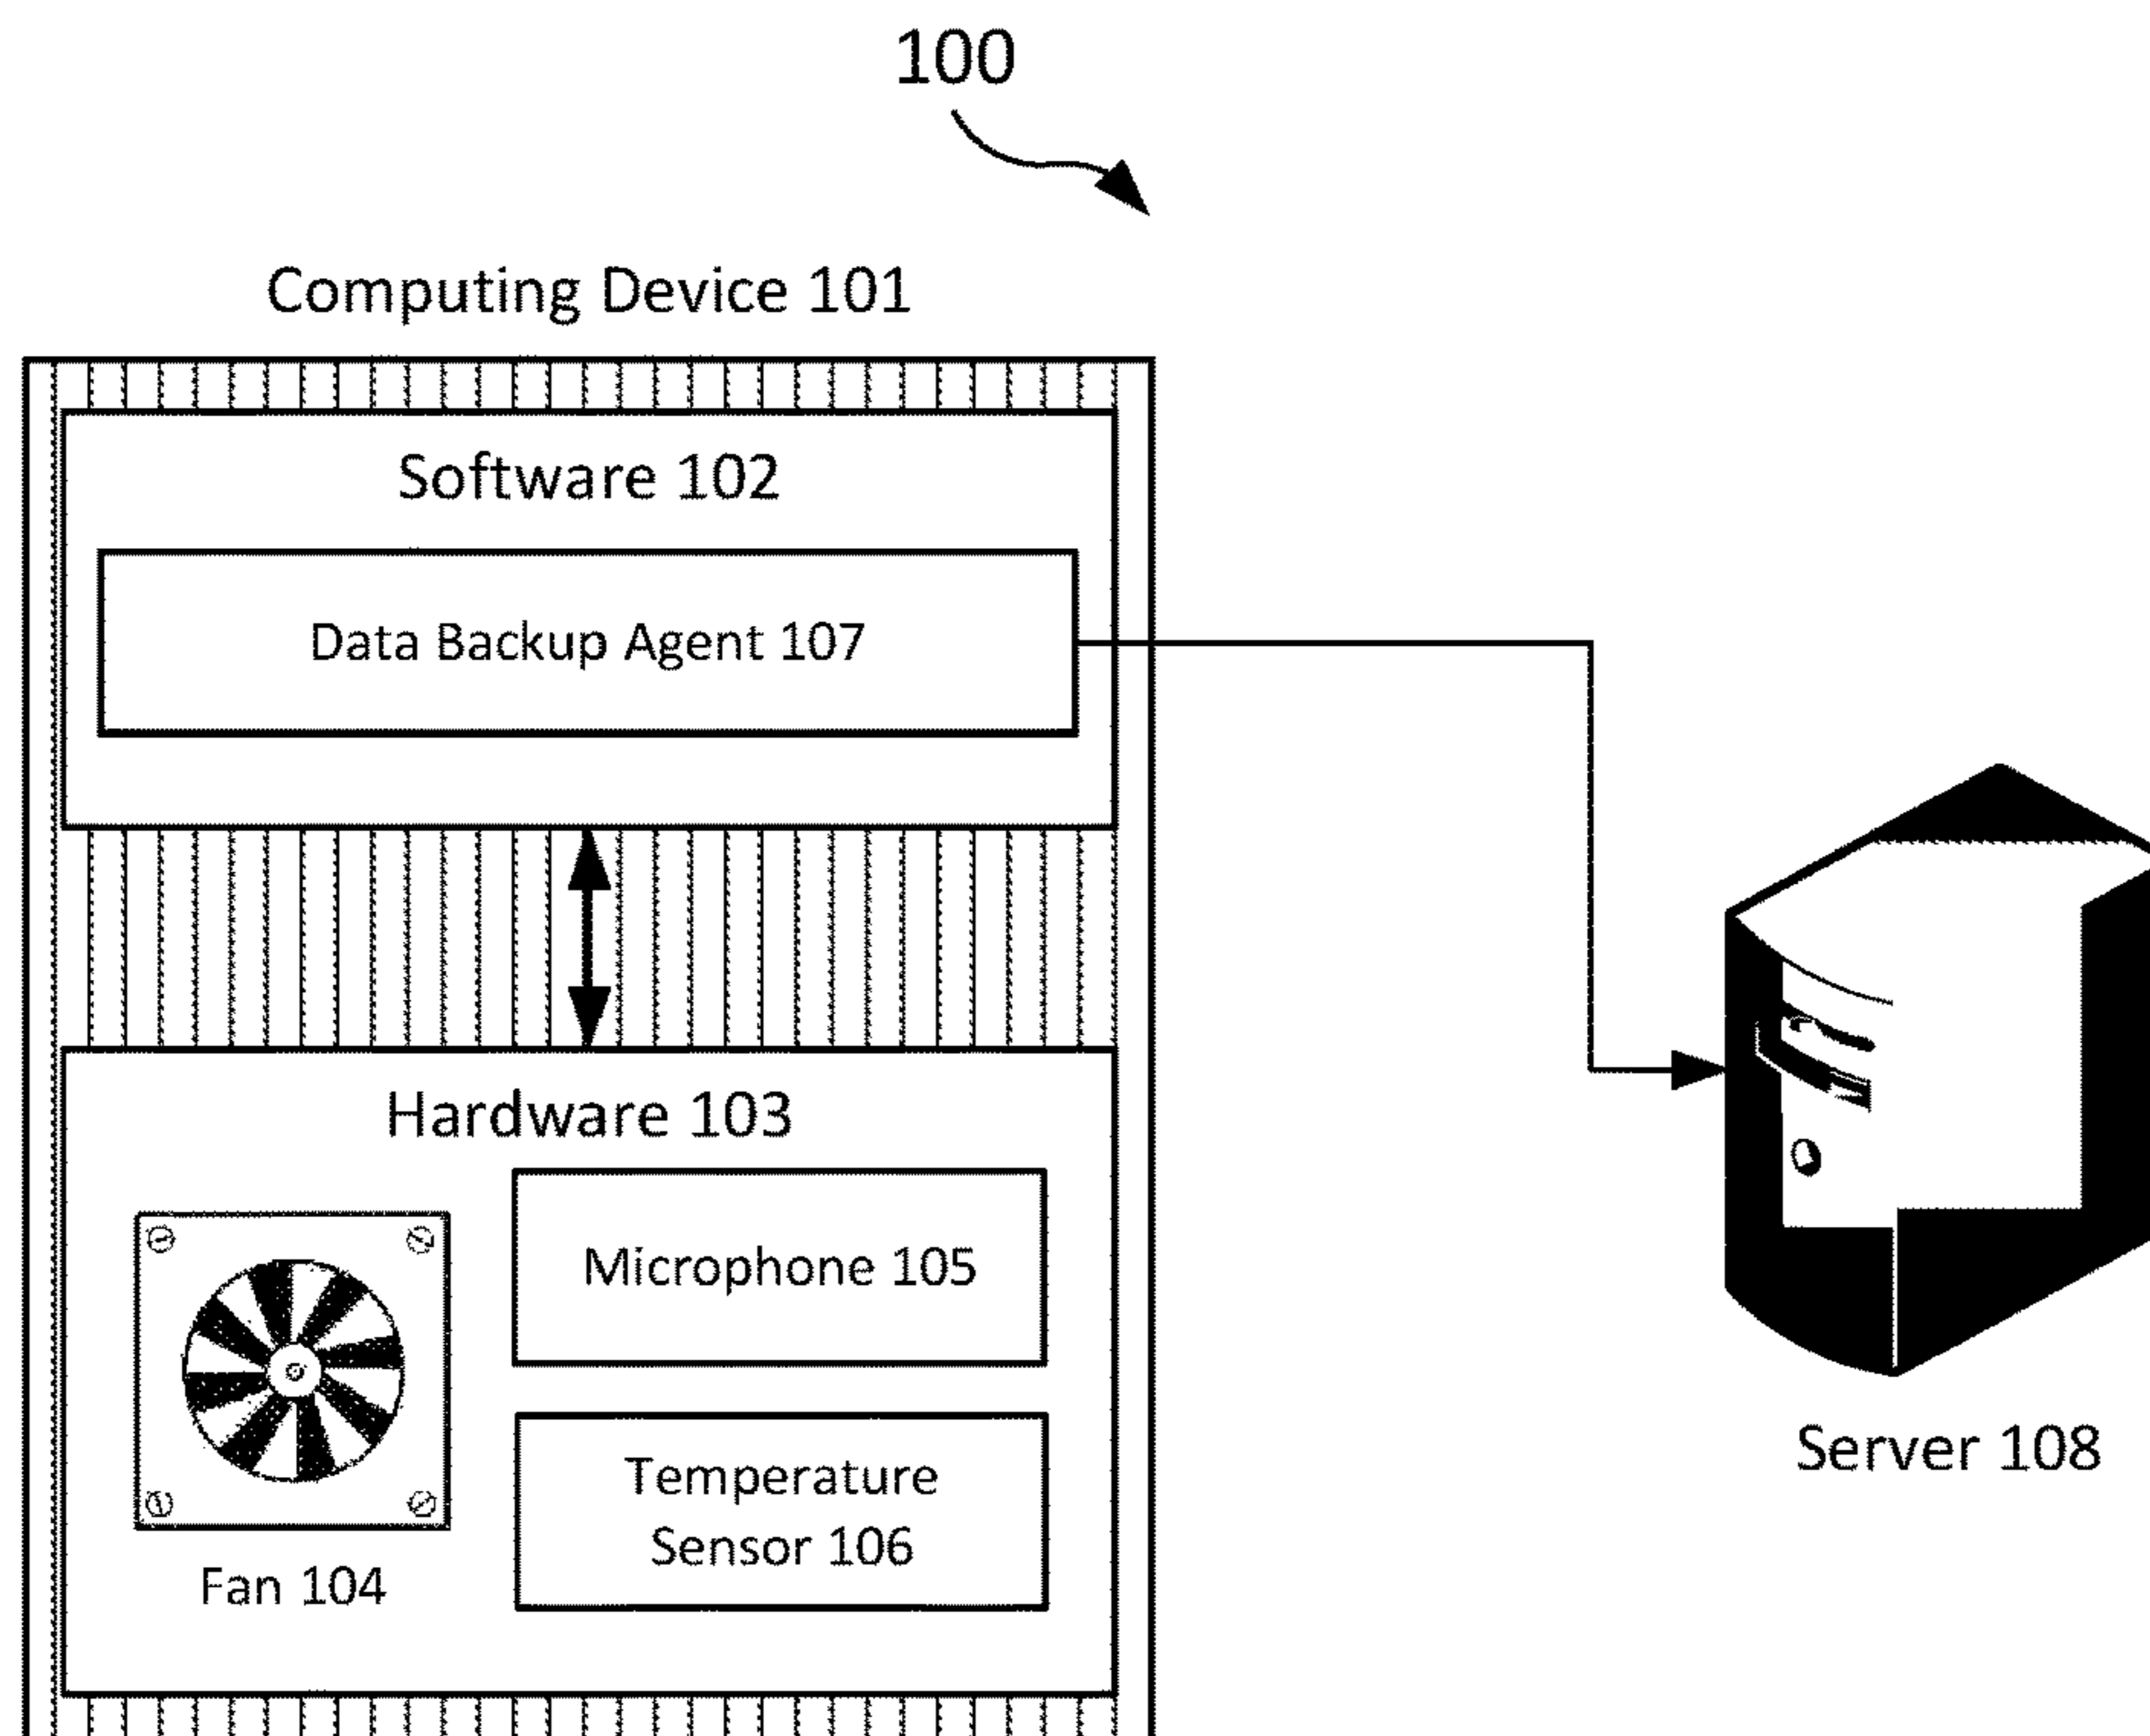 100
Computing Device 101
Software 102
Data Backup Agent 107
Hardware 103
Microphone 105
Temperature
Sensor 106
Fan 104
Server 108